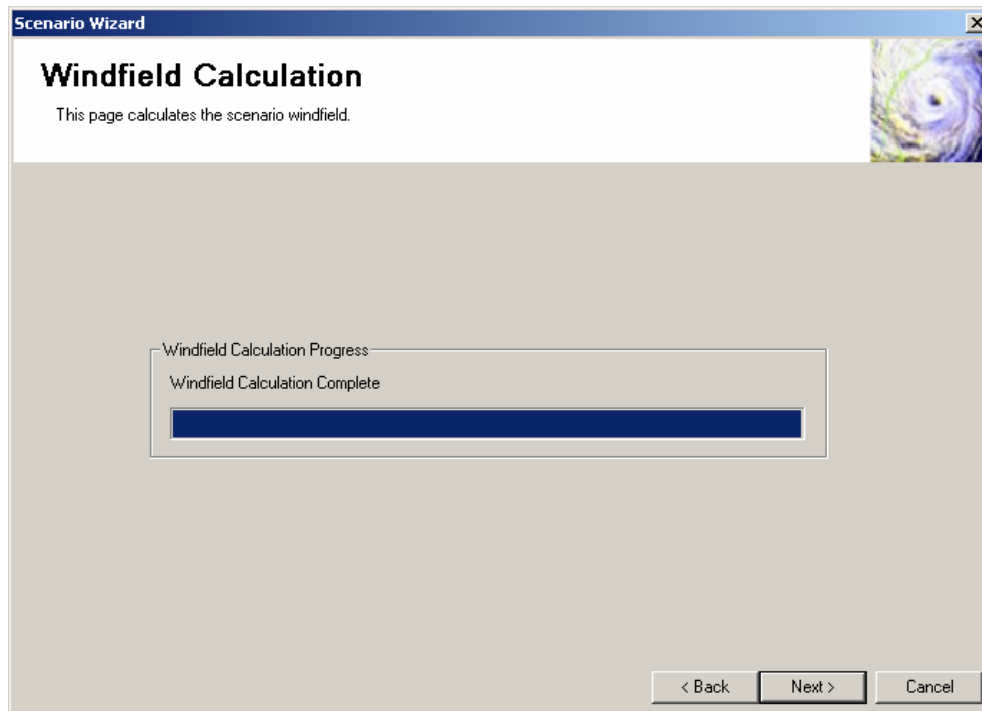 Scenario Wizard
Windfield Calculation
This page calculates the scenario windfield.
Windfield Calculation Progress
Windfield Calculation Complete
< Back Next > Cancel